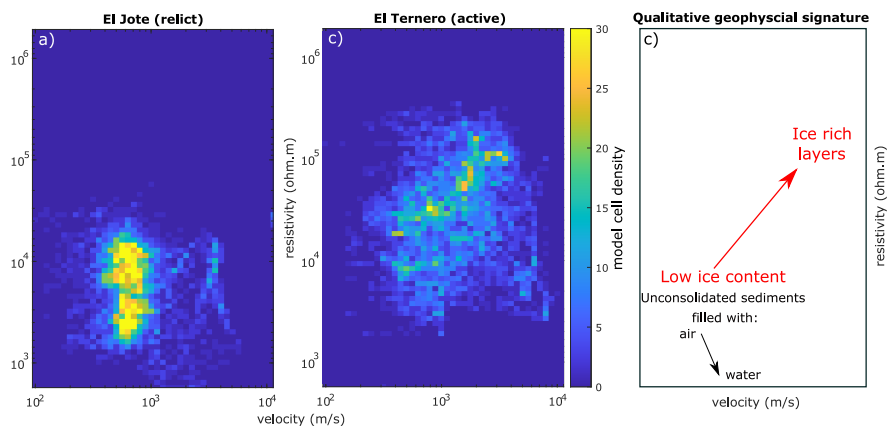 El Jote (relict)
El Ternero (active)
Qualitative geophyscial signature
a)
c)
c)
10^6
10^5
10^4
10^3
10^2
10^3
10^4
velocity (m/s)
resistivity (ohm.m)
10^6
10^5
10^4
10^3
10^2
10^3
10^4
30
25
20
15
10
5
0
model cell density
Ice rich
layers
Low ice content
Unconsolidated sediments
filled with:
air
water
velocity (m/s)
resistivity (ohm.m)